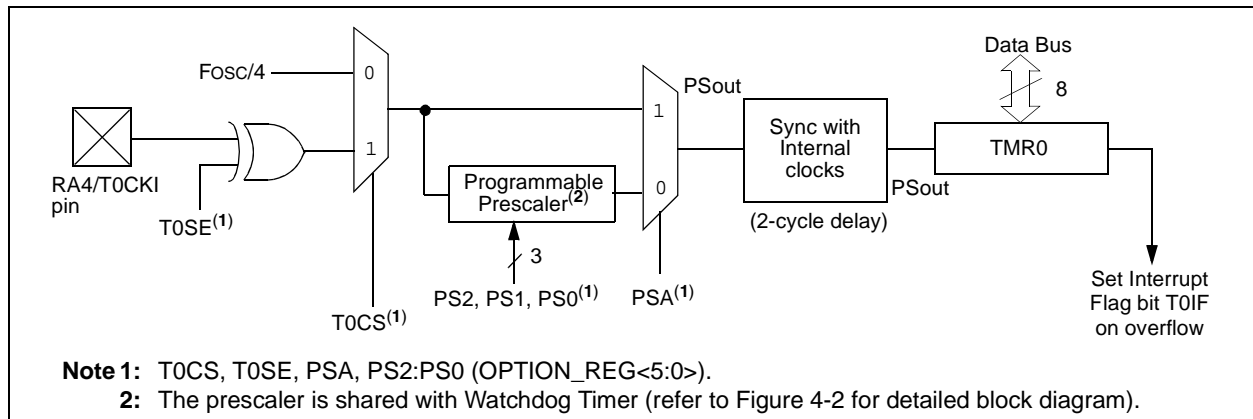 Data Bus
8
FOSC/4
0
PSout
1
Sync with
Internal
clocks
TMR0
1
Programmable
Prescaler(2)
0
PSout
RA4/T0CKI
pin
T0SE(1)
(2-cycle delay)
3
PS2, PS1, PS0(1)
PSA(1)
T0CS(1)
Set Interrupt
Flag bit T0IF
on overflow
Note 1: T0CS, T0SE, PSA, PS2:PS0 (OPTION_REG<5:0>).
2: The prescaler is shared with Watchdog Timer (refer to Figure 4-2 for detailed block diagram).